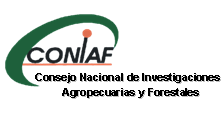 CONIAF
Consejo Nacional de Investigaciones
Agropecuarias y Forestales